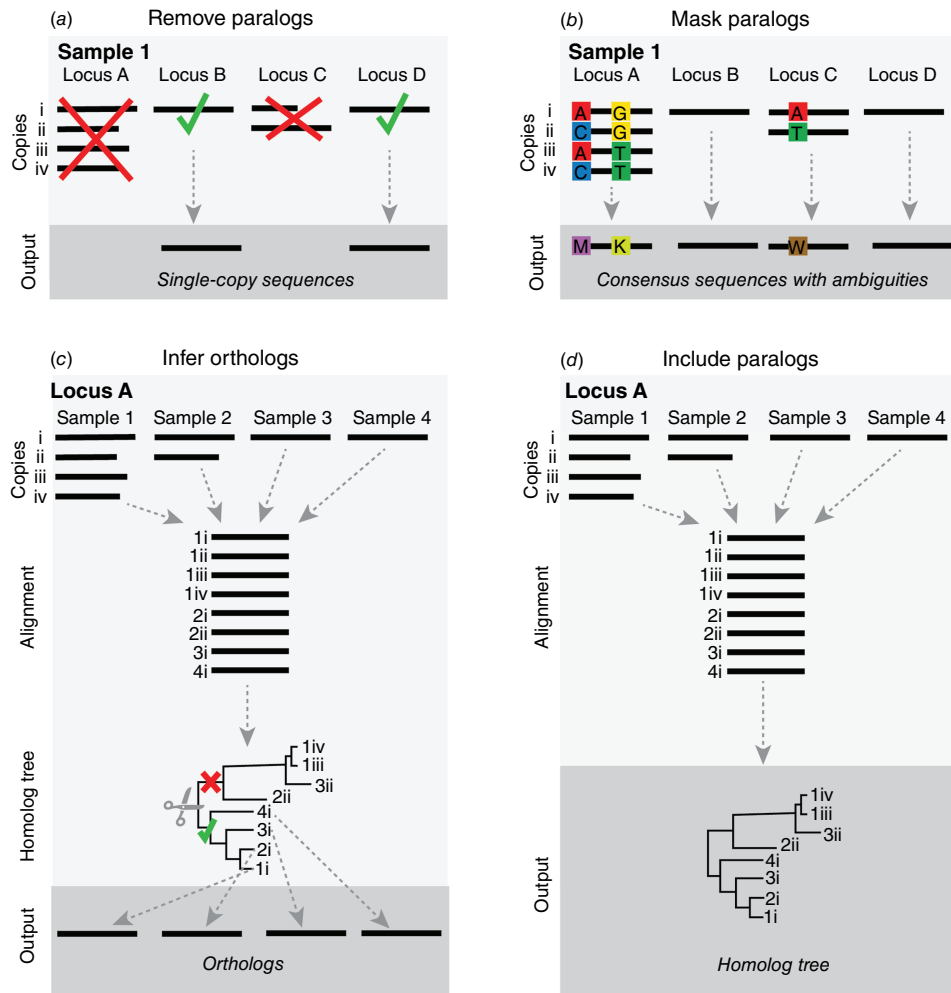 (a) Remove paralogs
Sample 1
Locus A Locus B Locus C Locus D
Copies
i
ii
iii
iv
Output
Single-copy sequences
(b) Mask paralogs
Sample 1
Locus A Locus B Locus C Locus D
Copies
i A G A
ii C G T
iii A T
iv C T
Output
M K W
Consensus sequences with ambiguities
(c) Infer orthologs
Locus A
Sample 1 Sample 2 Sample 3 Sample 4
Copies
i
ii
iii
iv
Alignment
1i
1ii
1iii
1iv
2i
2ii
3i
4i
Homolog tree
1iv
1iii
3ii
2ii
4i
3i
2i
1i
Output
Orthologs
(d) Include paralogs
Locus A
Sample 1 Sample 2 Sample 3 Sample 4
Copies
i
ii
iii
iv
Alignment
1i
1ii
1iii
1iv
2i
2ii
3i
4i
Output
1iv
1iii
3ii
2ii
4i
3i
2i
1i
Homolog tree